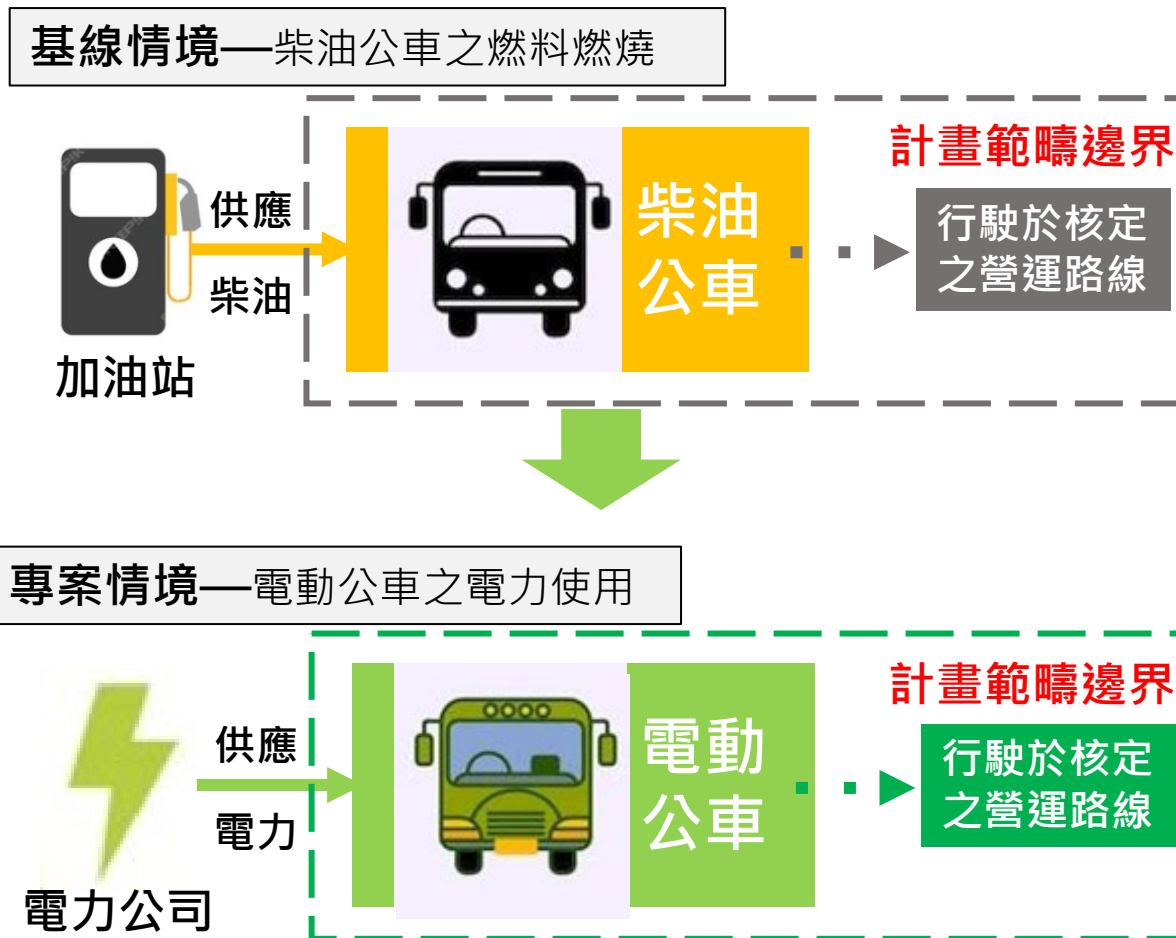 基線情境—柴油公車之燃料燃燒
計畫範疇邊界
供應
柴油
加油站
柴油
公車
行駛於核定
之營運路線
專案情境—電動公車之電力使用
計畫範疇邊界
供應
電力
電力公司
電動
公車
行駛於核定
之營運路線